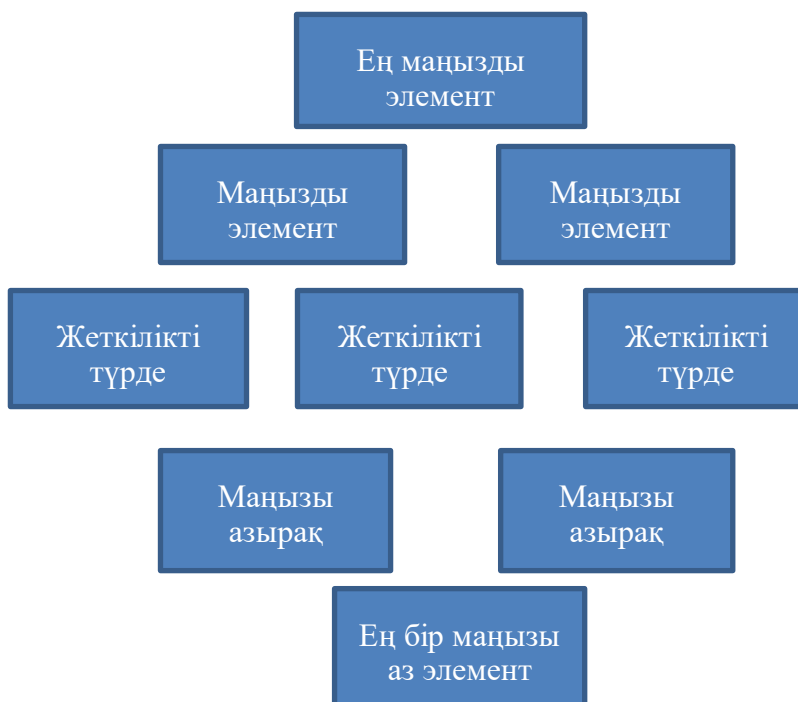 Ең маңызды
элемент
Маңызды
элемент
Маңызды
элемент
Жеткілікті
түрде
Жеткілікті
түрде
Жеткілікті
түрде
Маңызы
азырақ
Маңызы
азырақ
Ең бір маңызы
аз элемент